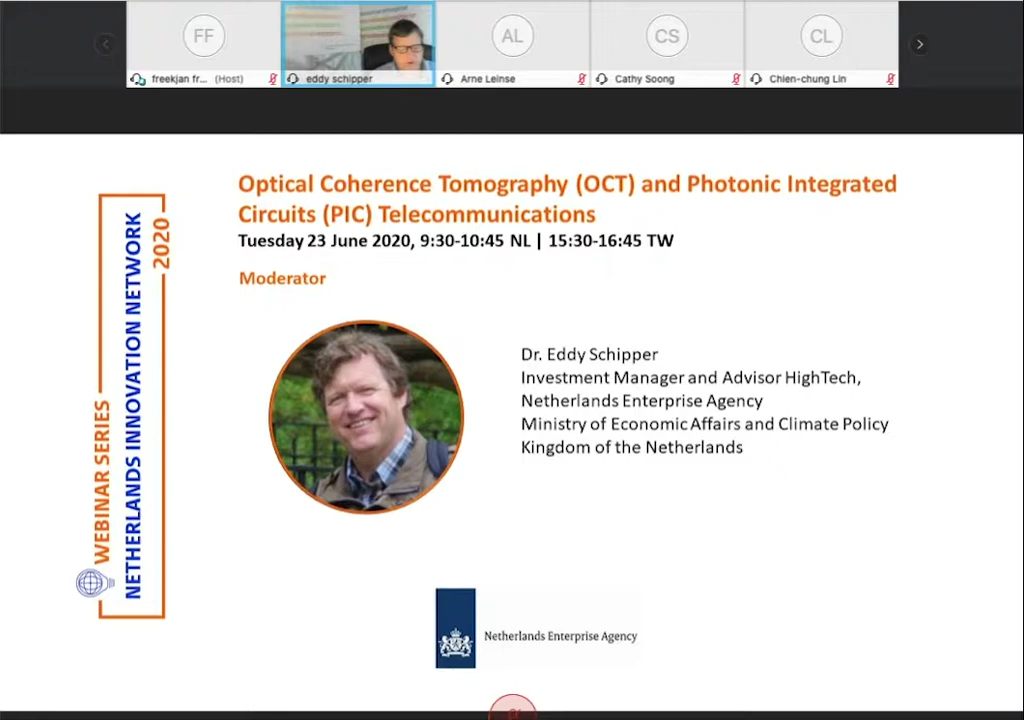 FF
AL
CS
CL
freekjan fr... (Host)
eddy schipper
Arne Leinse
Cathy Soong
Chien-chung Lin
Optical Coherence Tomography (OCT) and Photonic Integrated
Circuits (PIC) Telecommunications
Tuesday 23 June 2020, 9:30-10:45 NL | 15:30-16:45 TW
Moderator
WEBINAR SERIES
NETHERLANDS INNOVATION NETWORK
2020
Dr. Eddy Schipper
Investment Manager and Advisor HighTech,
Netherlands Enterprise Agency
Ministry of Economic Affairs and Climate Policy
Kingdom of the Netherlands
Netherlands Enterprise Agency